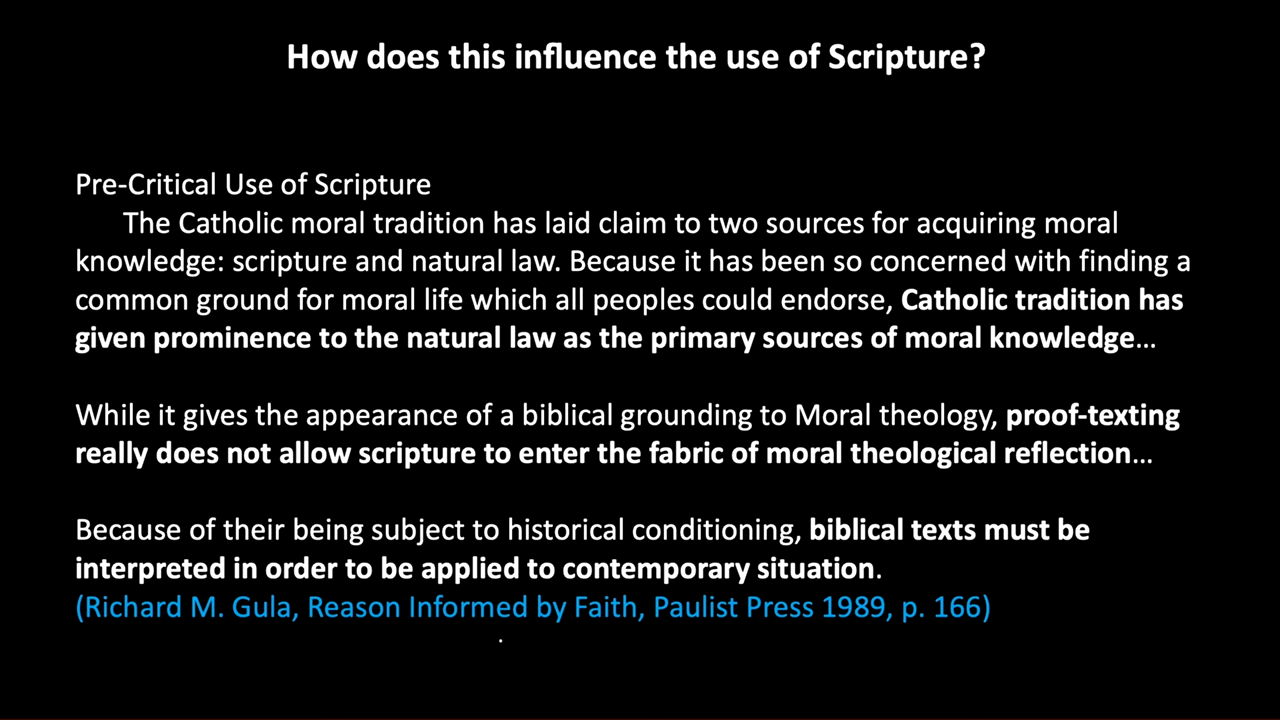 How does this influence the use of Scripture?
Pre-Critical Use of Scripture
The Catholic moral tradition has laid claim to two sources for acquiring moral
knowledge: scripture and natural law. Because it has been so concerned with finding a
common ground for moral life which all peoples could endorse, Catholic tradition has
given prominence to the natural law as the primary sources of moral knowledge…
While it gives the appearance of a biblical grounding to Moral theology, proof-texting
really does not allow scripture to enter the fabric of moral theological reflection…
Because of their being subject to historical conditioning, biblical texts must be
interpreted in order to be applied to contemporary situation.
(Richard M. Gula, Reason Informed by Faith, Paulist Press 1989, p. 166)
.